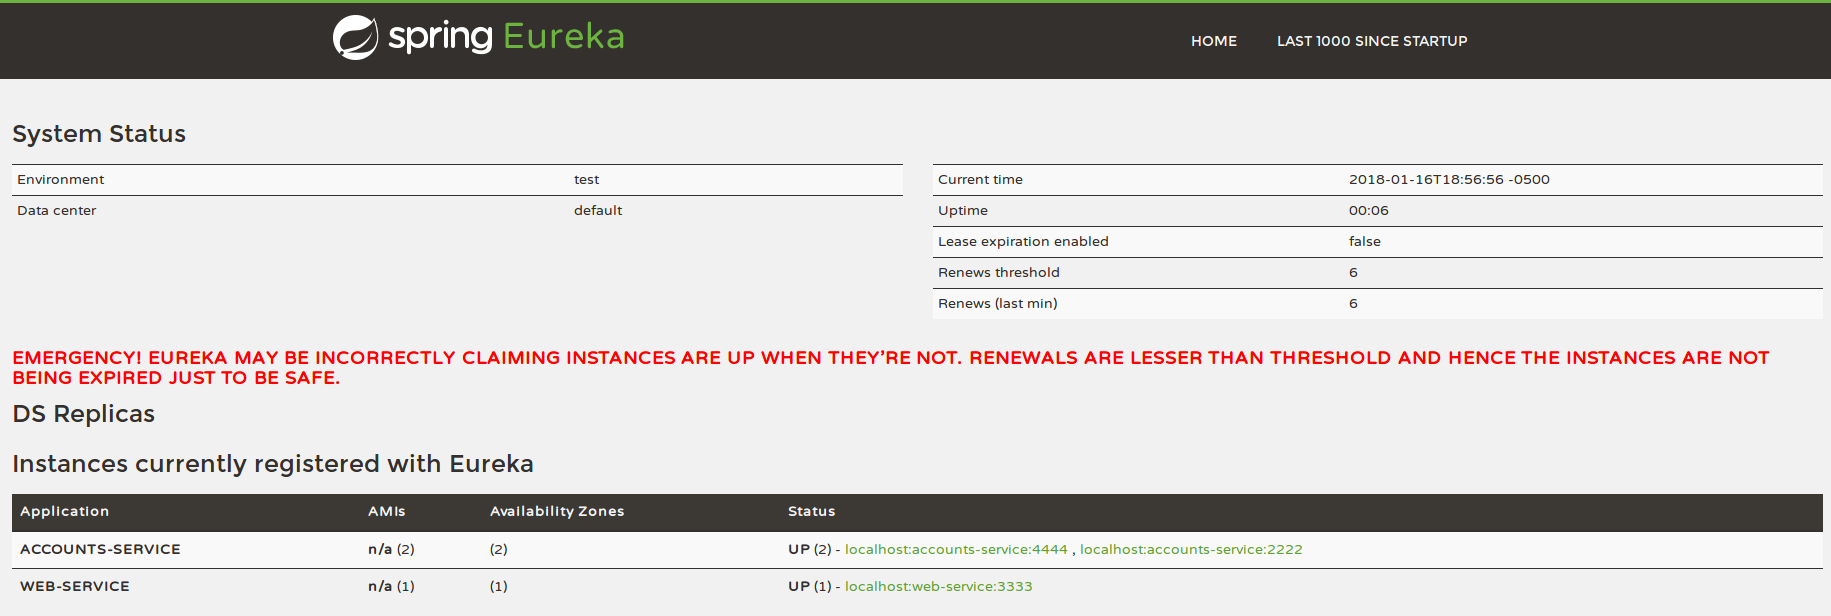 spring Eureka
HOME LAST 1000 SINCE STARTUP
System Status
Environment test
Data center default
Current time 2018-01-16T18:56:56 -0500
Uptime 00:06
Lease expiration enabled false
Renews threshold 6
Renews (last min) 6
EMERGENCY! EUREKA MAY BE INCORRECTLY CLAIMING INSTANCES ARE UP WHEN THEY'RE NOT. RENEWALS ARE LESSER THAN THRESHOLD AND HENCE THE INSTANCES ARE NOT
BEING EXPIRED JUST TO BE SAFE.
DS Replicas
Instances currently registered with Eureka
Application AMIs Availability Zones Status
ACCOUNTS-SERVICE n/a (2) (2) UP (2) - localhost:accounts-service:4444 , localhost:accounts-service:2222
WEB-SERVICE n/a (1) (1) UP (1) - localhost:web-service:3333